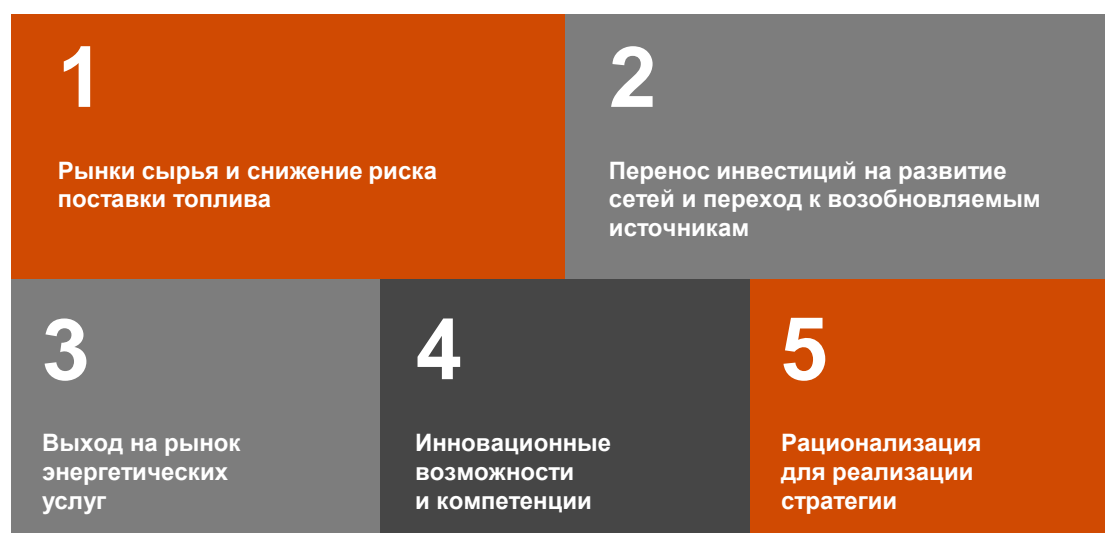 1
Рынки сырья и снижение риска
поставки топлива
2
Перенос инвестиций на развитие
сетей и переход к возобновляемым
источникам
3
Выход на рынок
энергетических
услуг
4
Инновационные
возможности
и компетенции
5
Рационализация
для реализации
стратегии